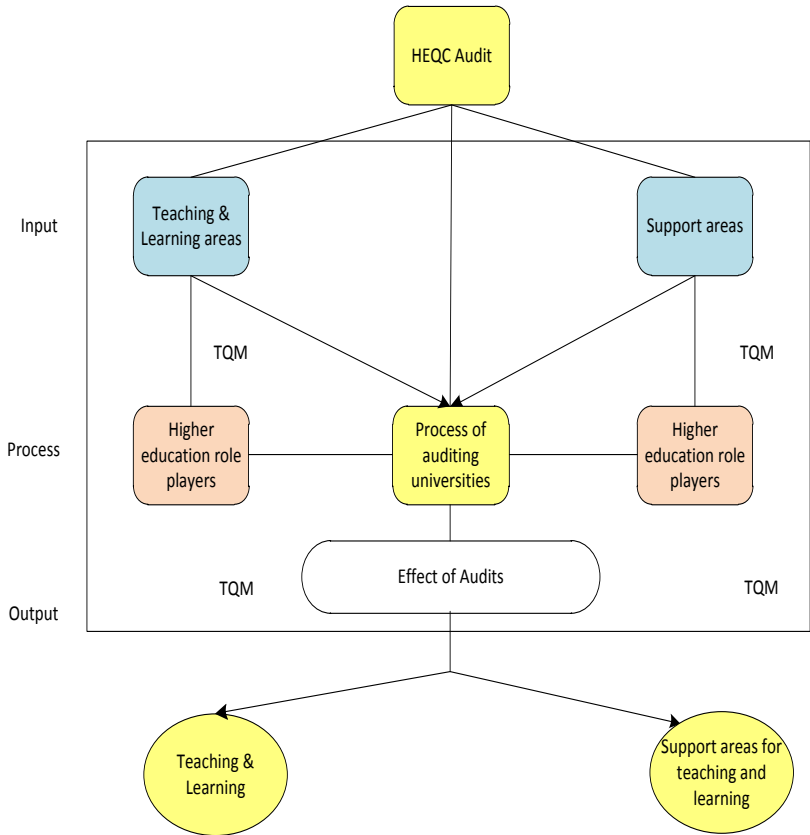 HEQC Audit
Input
Teaching &
Learning areas
Support areas
TQM
TQM
Process
Higher
education role
players
Process of
auditing
universities
Higher
education role
players
Effect of Audits
TQM
TQM
Output
Teaching &
Learning
Support areas for
teaching and
learning